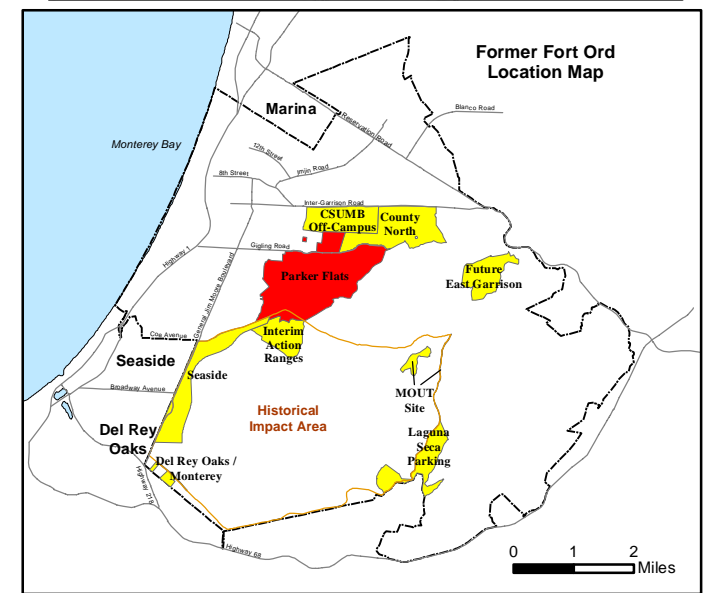 Former Fort Ord
Location Map
Marina
Blanco Road
Reservation Road
Monterey Bay
12th Street
Imjin Road
8th Street
Inter-Garrison Road
CSUMB
Off-Campus
County
North
Gigling Road
Highway 1
General Jim Moore Boulevard
Parker Flats
Future
East Garrison
Coe Avenue
Interim
Action
Ranges
Seaside
Seaside
Broadway Avenue
MOUT
Site
Historical
Impact Area
Del Rey
Oaks
Laguna
Seca
Parking
Del Rey Oaks /
Monterey
Highway 218
Highway 68
0 1 2
Miles